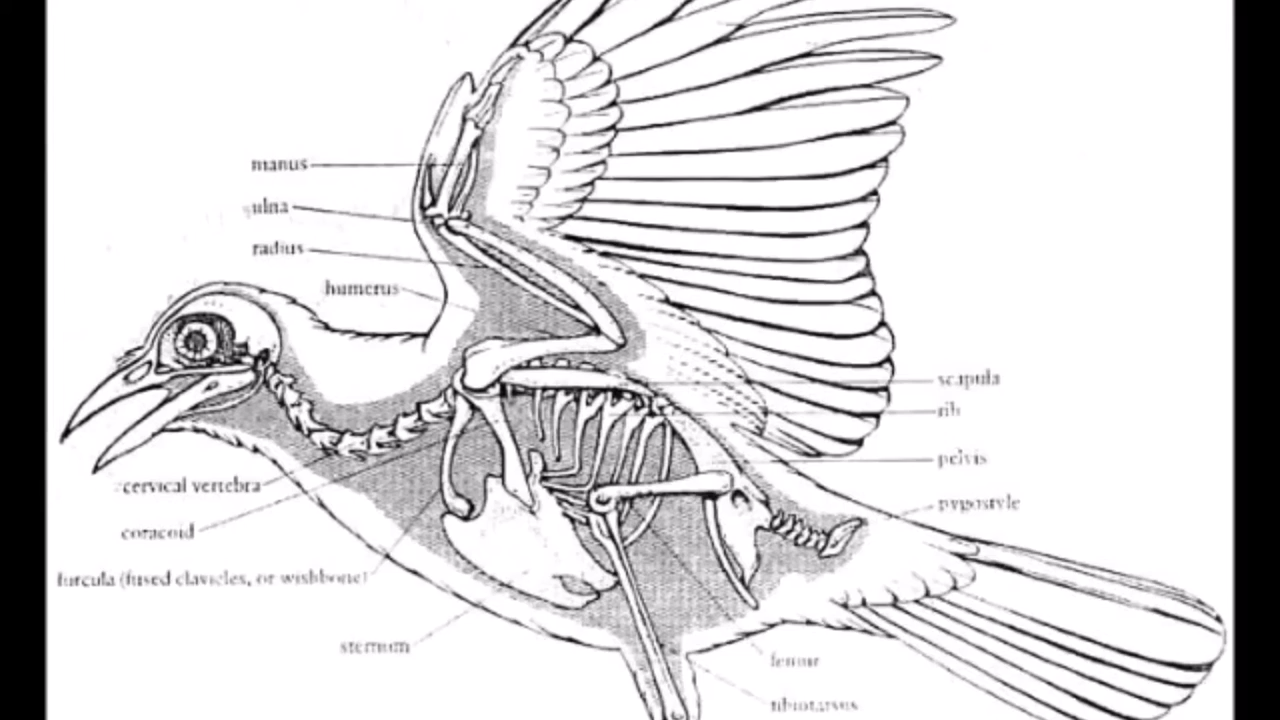 manus
ulna
radius
humerus
scapula
rib
pelvis
cervical vertebra
pygostyle
coracoid
furcula (fused clavicles, or wishbone)
sternum
femur
tibiotarsus